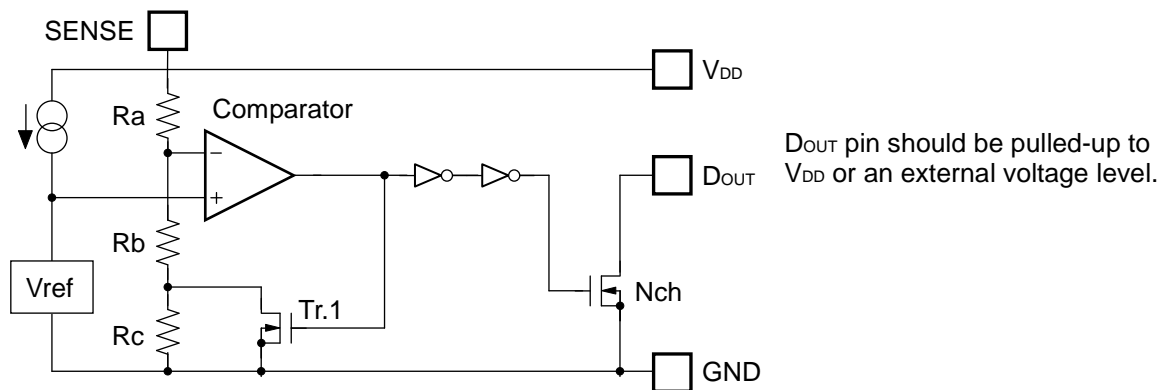 SENSE
VDD
Ra
Comparator
−
+
DOUT
DOUT pin should be pulled-up to
VDD or an external voltage level.
Rb
Vref
Tr.1
Nch
Rc
GND